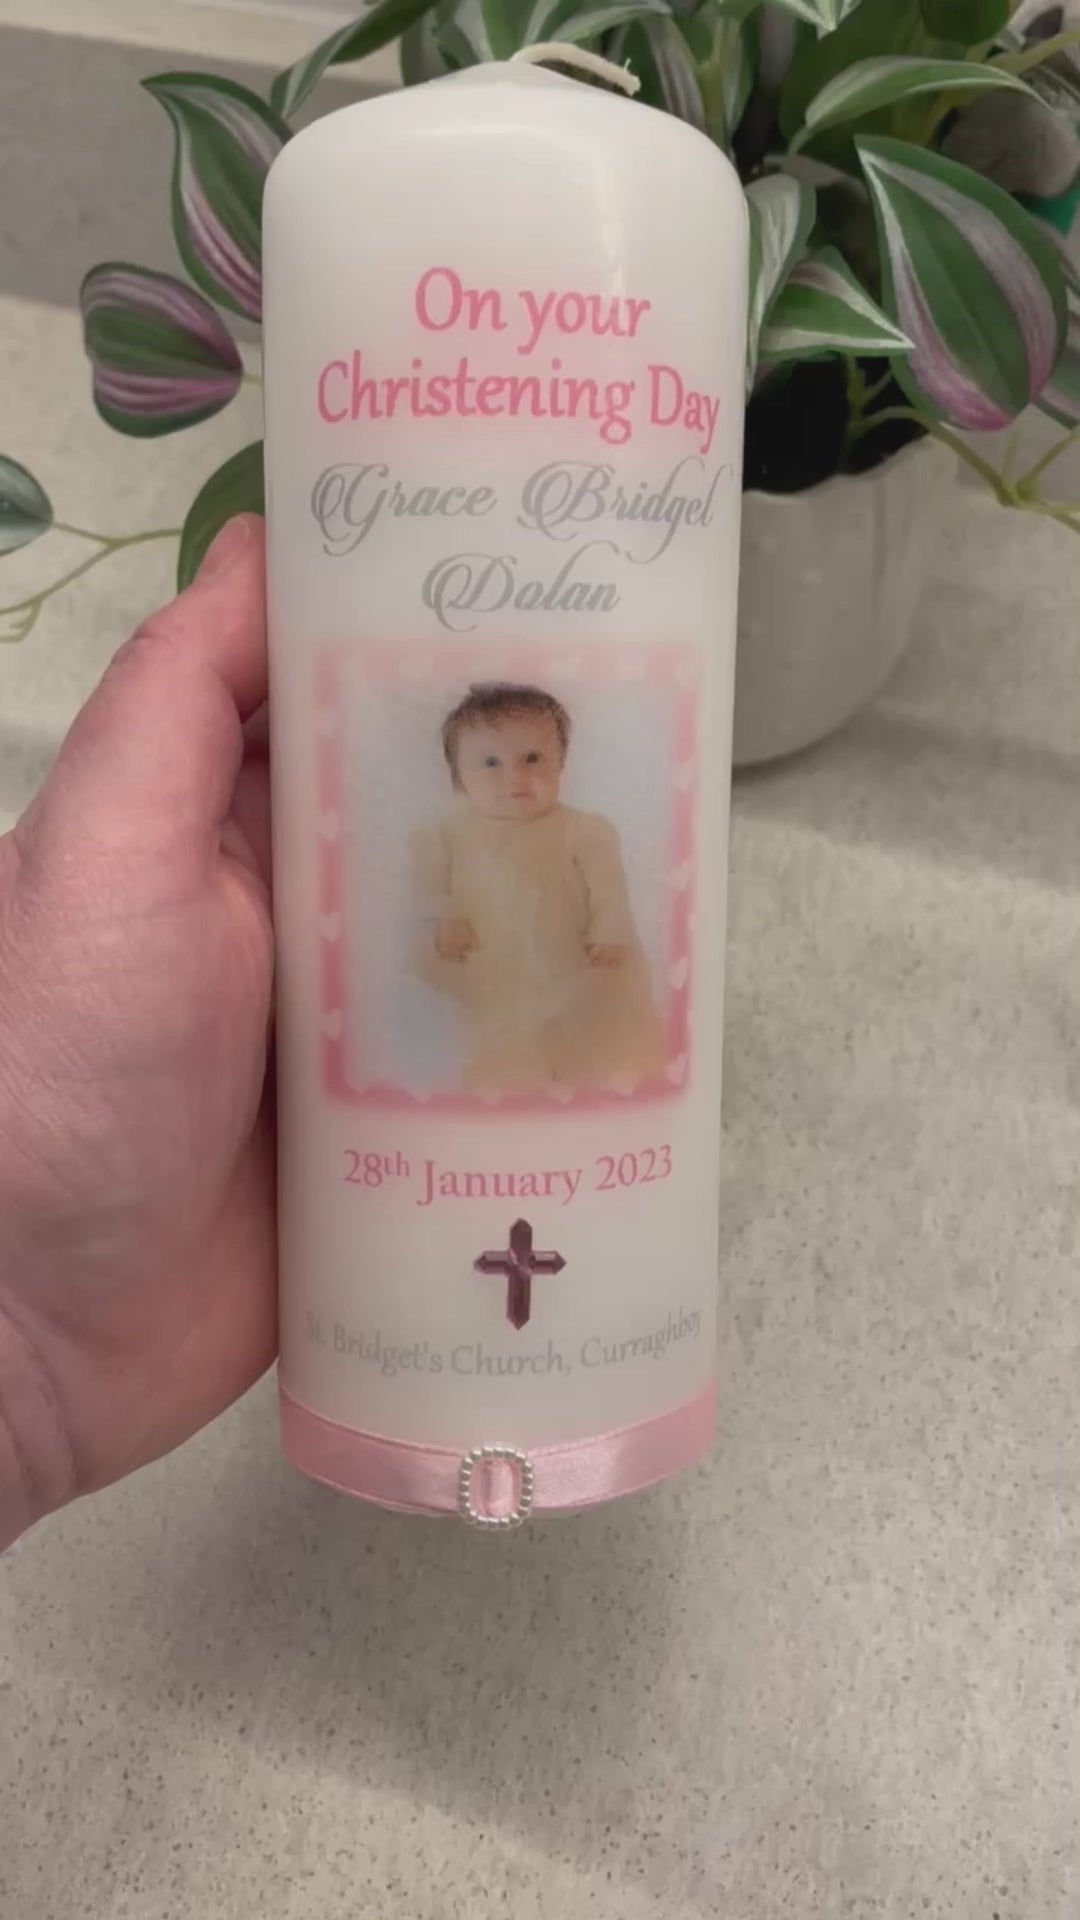 On your
Christening Day
Grace Bridget
Dolan
28th January 2023
St. Bridget's Church, Curraghboy